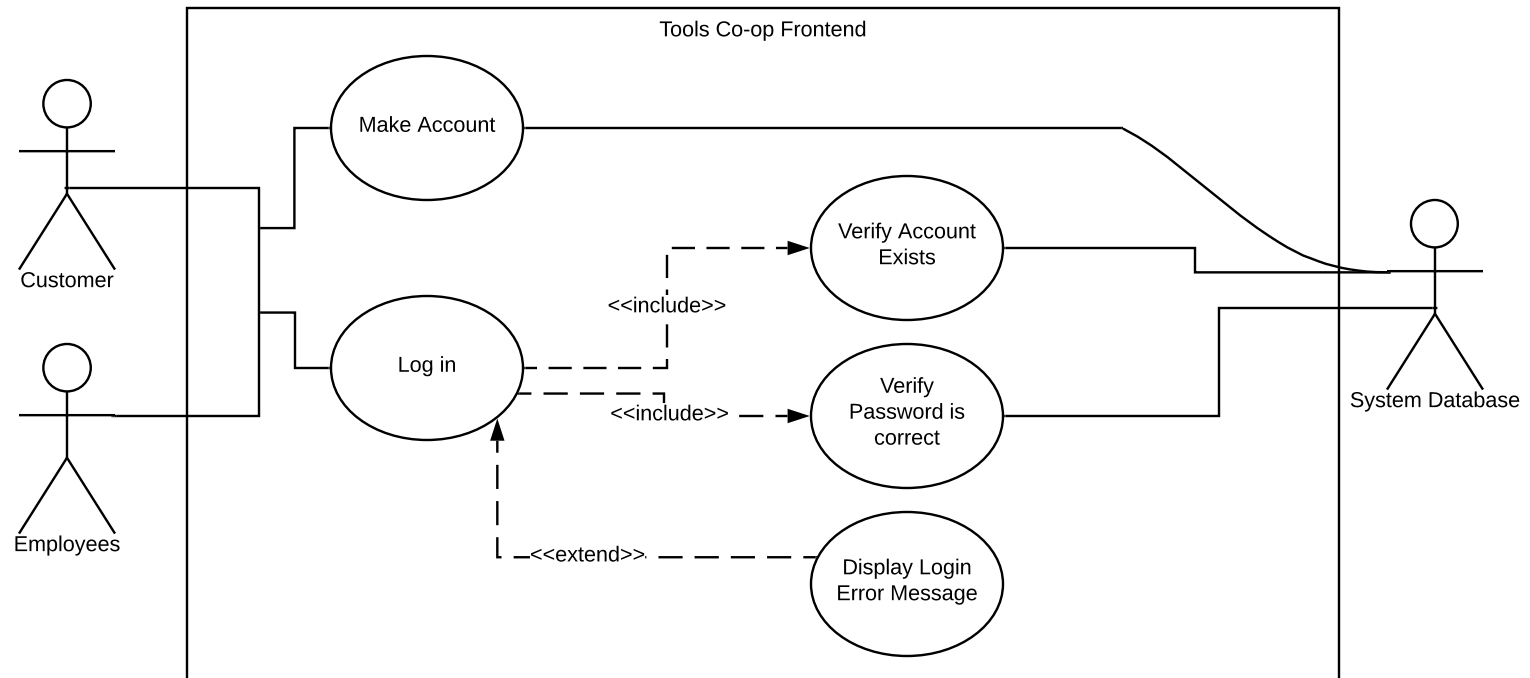 Tools Co-op Frontend
Make Account
Customer
Verify Account
Exists
<<include>>
Log in
Verify
Password is
correct
<<include>>
System Database
Employees
<<extend>>
Display Login
Error Message